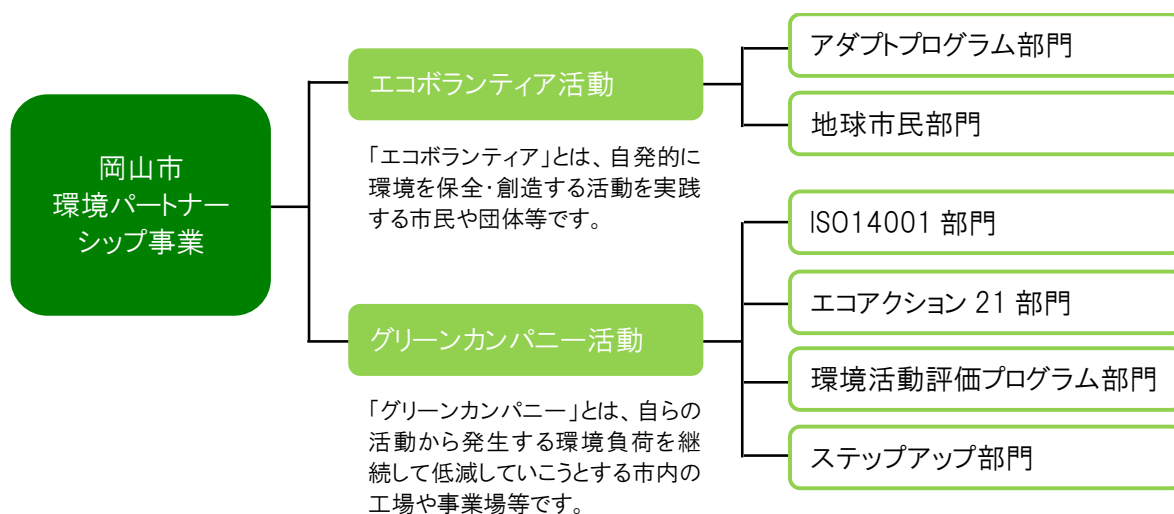 岡山市
環境パートナー
シップ事業
エコボランティア活動
「エコボランティア」とは、自発的に
環境を保全・創造する活動を実践
する市民や団体等です。
アダプトプログラム部門
地球市民部門
グリーンカンパニー活動
「グリーンカンパニー」とは、自らの
活動から発生する環境負荷を継
続して低減していこうとする市内の
工場や事業場等です。
ISO14001 部門
エコアクション 21 部門
環境活動評価プログラム部門
ステップアップ部門